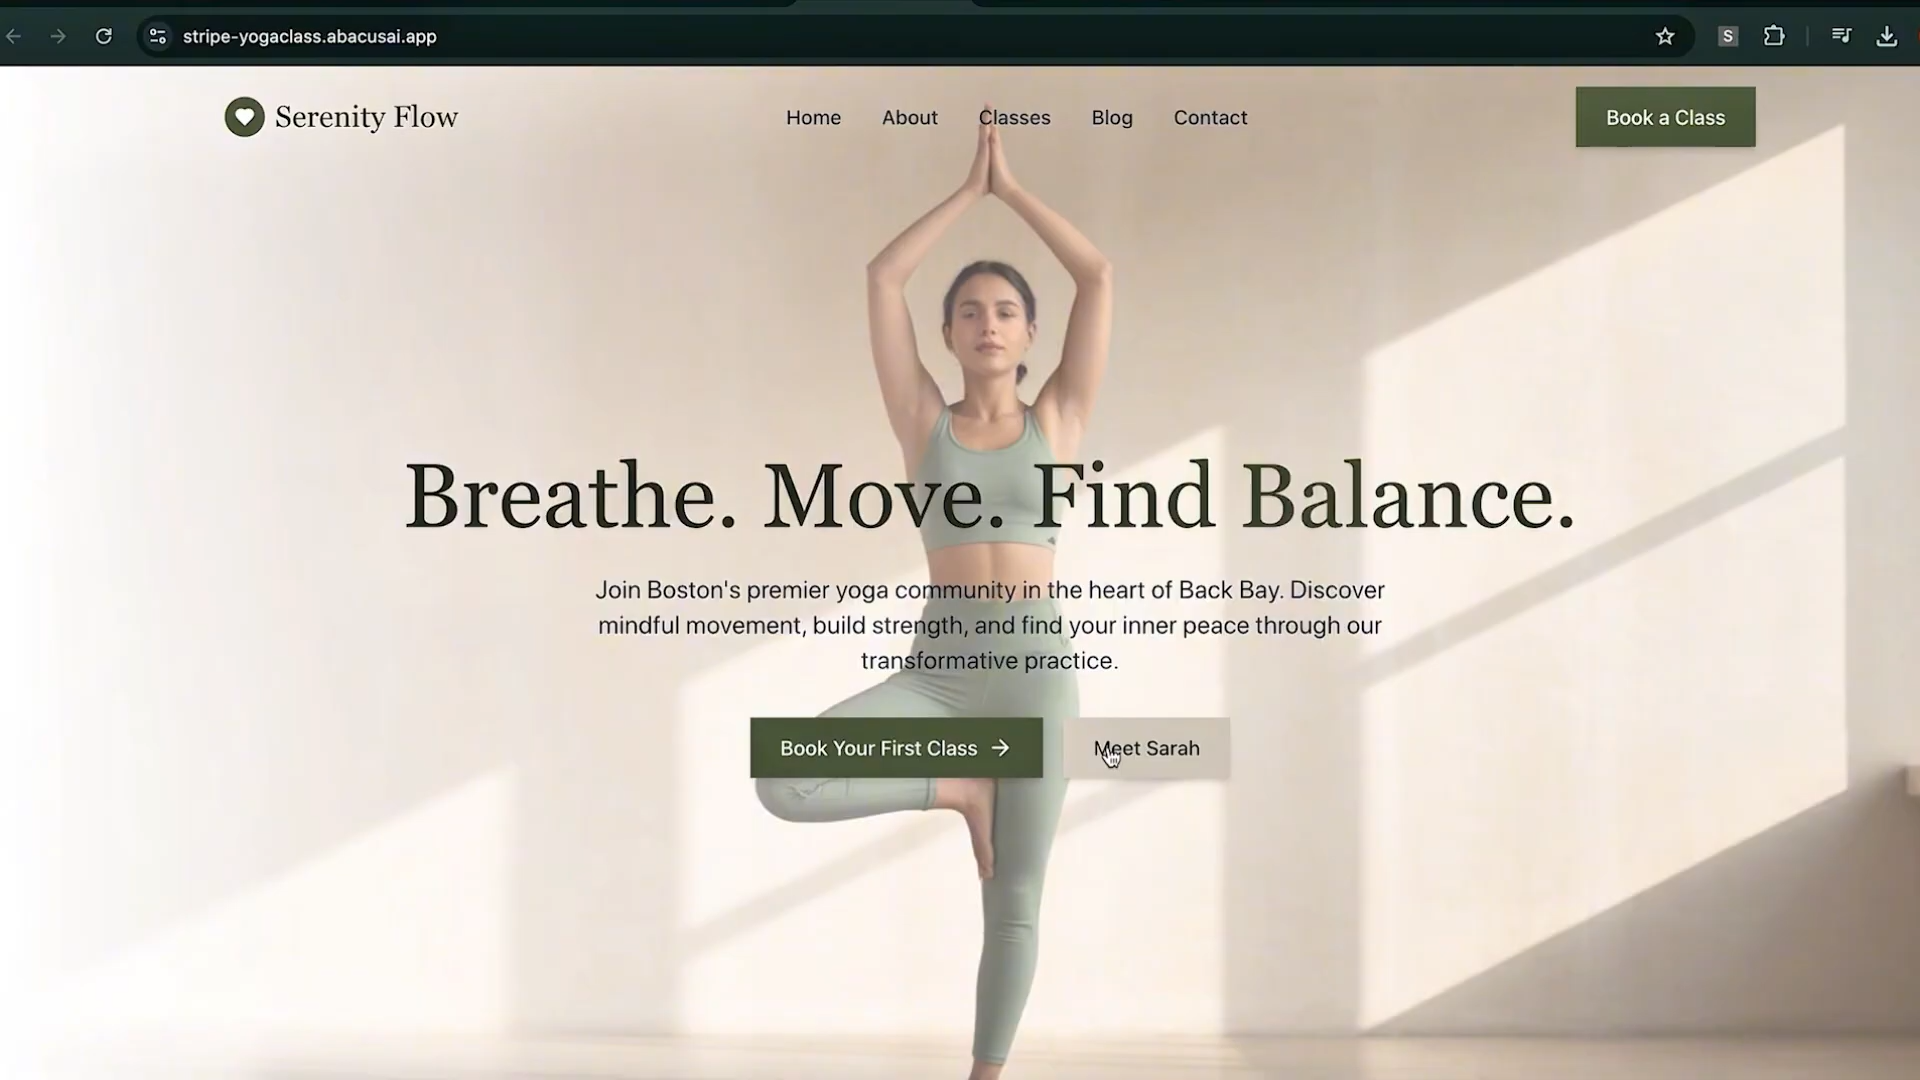 stripe-yogaclass.abacusai.app
S
Serenity Flow
Home
About
Classes
Blog
Contact
Book a Class
Breathe. Move. Find Balance.
Join Boston's premier yoga community in the heart of Back Bay. Discover
mindful movement, build strength, and find your inner peace through our
transformative practice.
Book Your First Class →
Meet Sarah